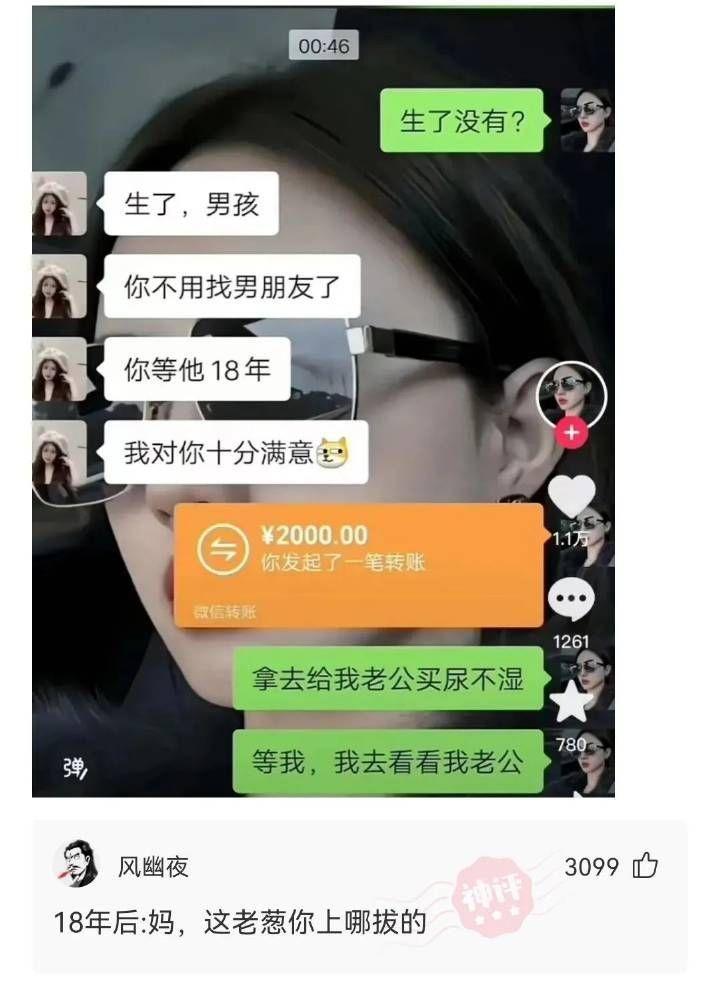 00:46
生了没有？
生了，男孩
你不用找男朋友了
你等他18年
我对你十分满意
¥2000.00
你发起了一笔转账
微信转账
1.1万
1261
拿去给我老公买尿不湿
780
等我，我去看看我老公
弹
风幽夜
3099
神评
18年后:妈，这老葱你上哪拔的